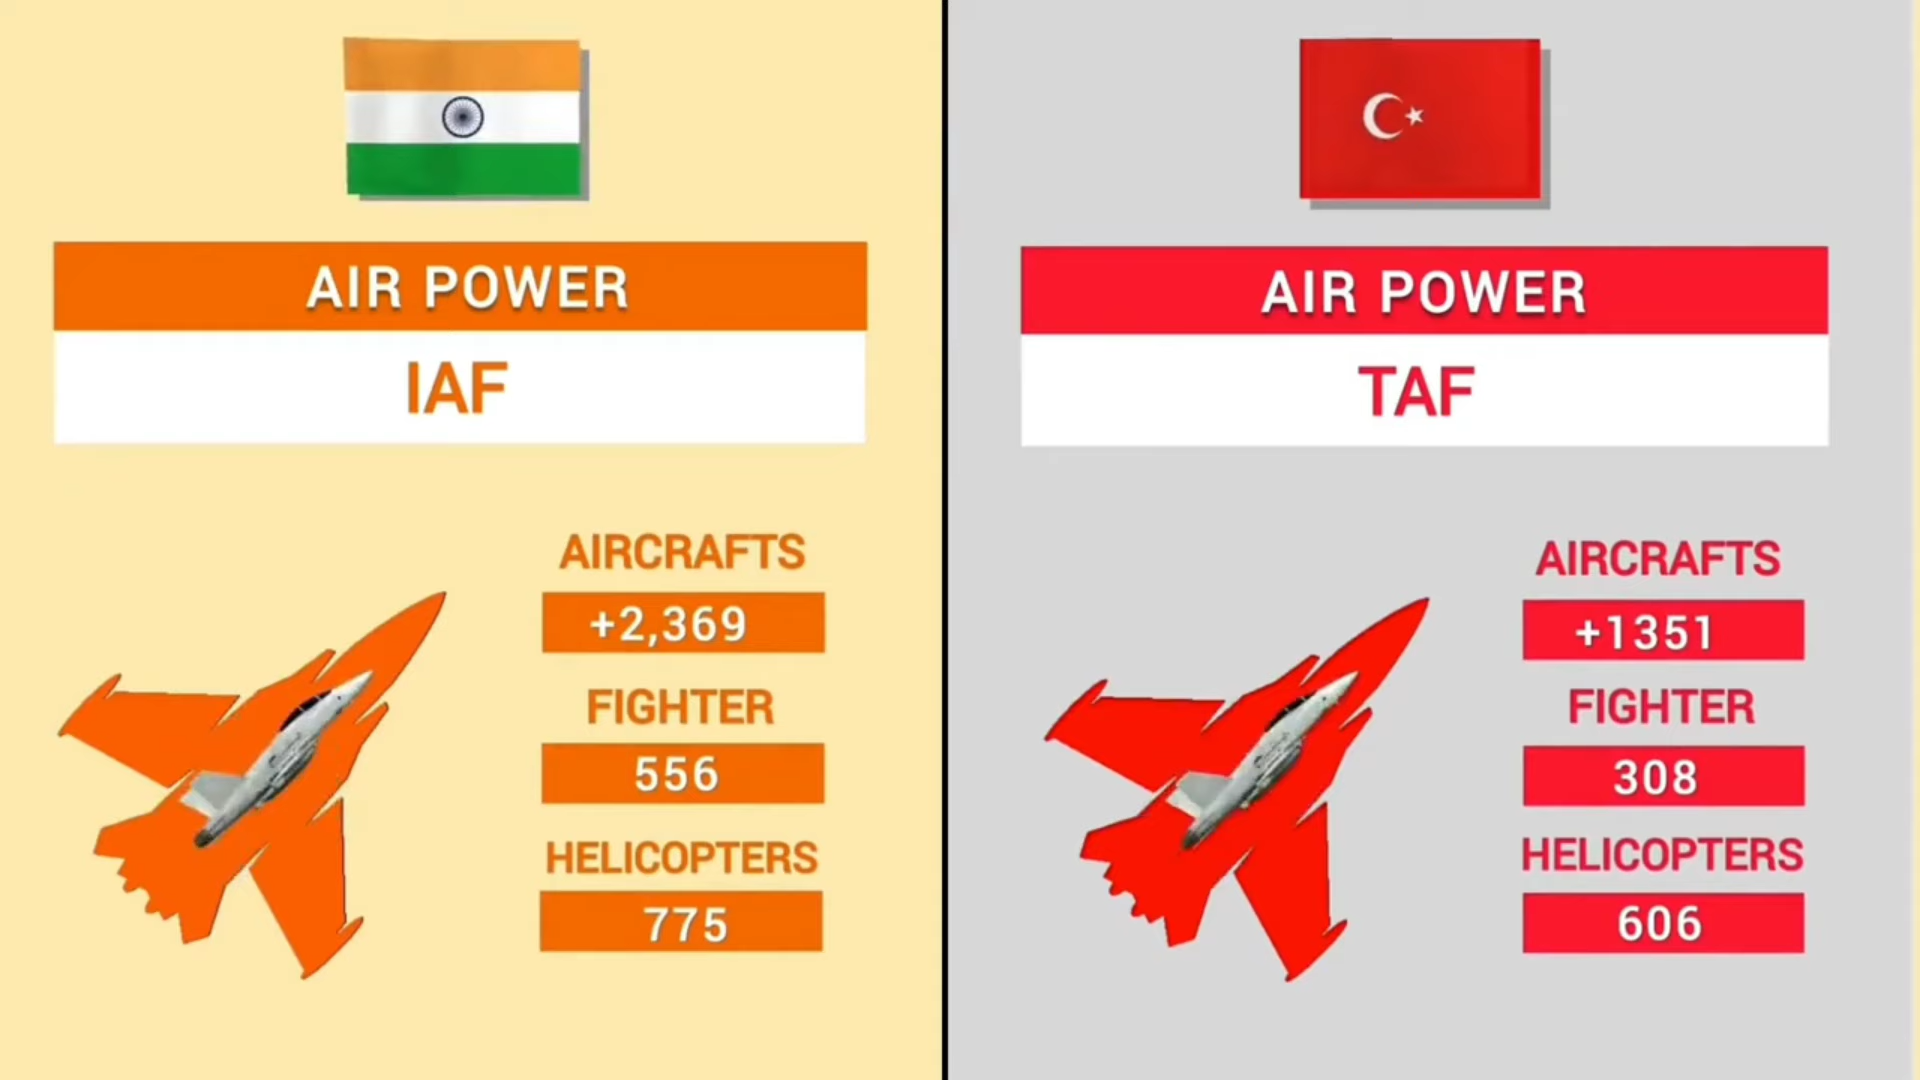 AIR POWER
IAF
AIRCRAFTS
+2,369
FIGHTER
556
HELICOPTERS
775
AIR POWER
TAF
AIRCRAFTS
+1351
FIGHTER
308
HELICOPTERS
606